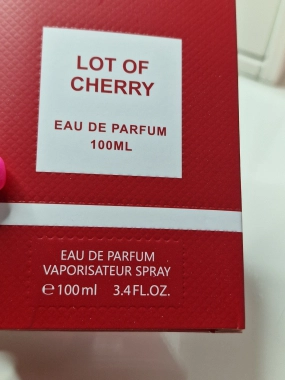 LOT OF
CHERRY
EAU DE PARFUM
100ML
EAU DE PARFUM
VAPORISATEUR SPRAY
℮100ml 3.4FL.OZ.